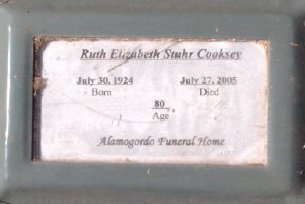 Ruth Elizabeth Stuhr Cooksey
July 30, 1924 July 27, 2005
Born Died
80
Age
Alamogordo Funeral Home